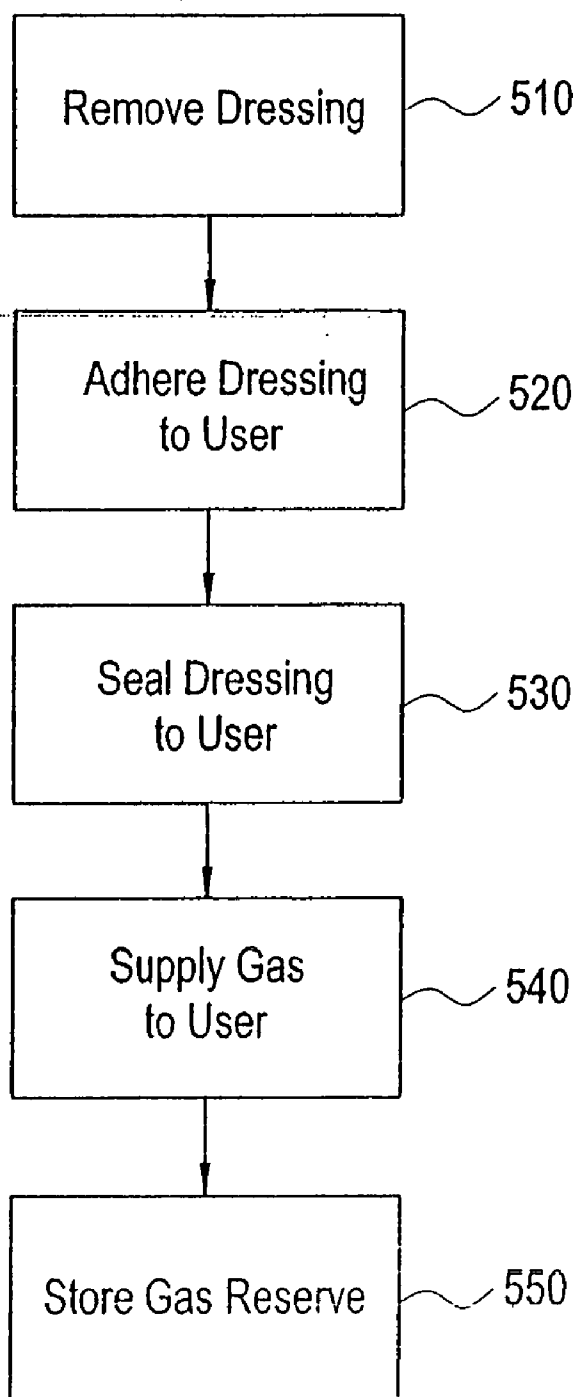 Remove Dressing
510
Adhere Dressing
to User
520
Seal Dressing
to User
530
Supply Gas
to User
540
Store Gas Reserve
550